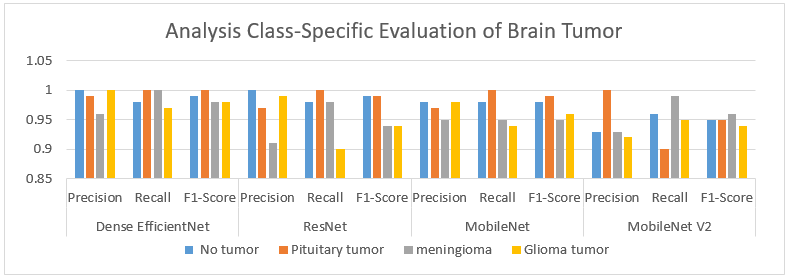 Analysis Class-Specific Evaluation of Brain Tumor
1.05
1
0.95
0.9
0.85
Precision Recall F1-Score Precision Recall F1-Score Precision Recall F1-Score Precision Recall F1-Score
Dense EfficientNet ResNet MobileNet MobileNet V2
No tumor Pituitary tumor meningioma Glioma tumor